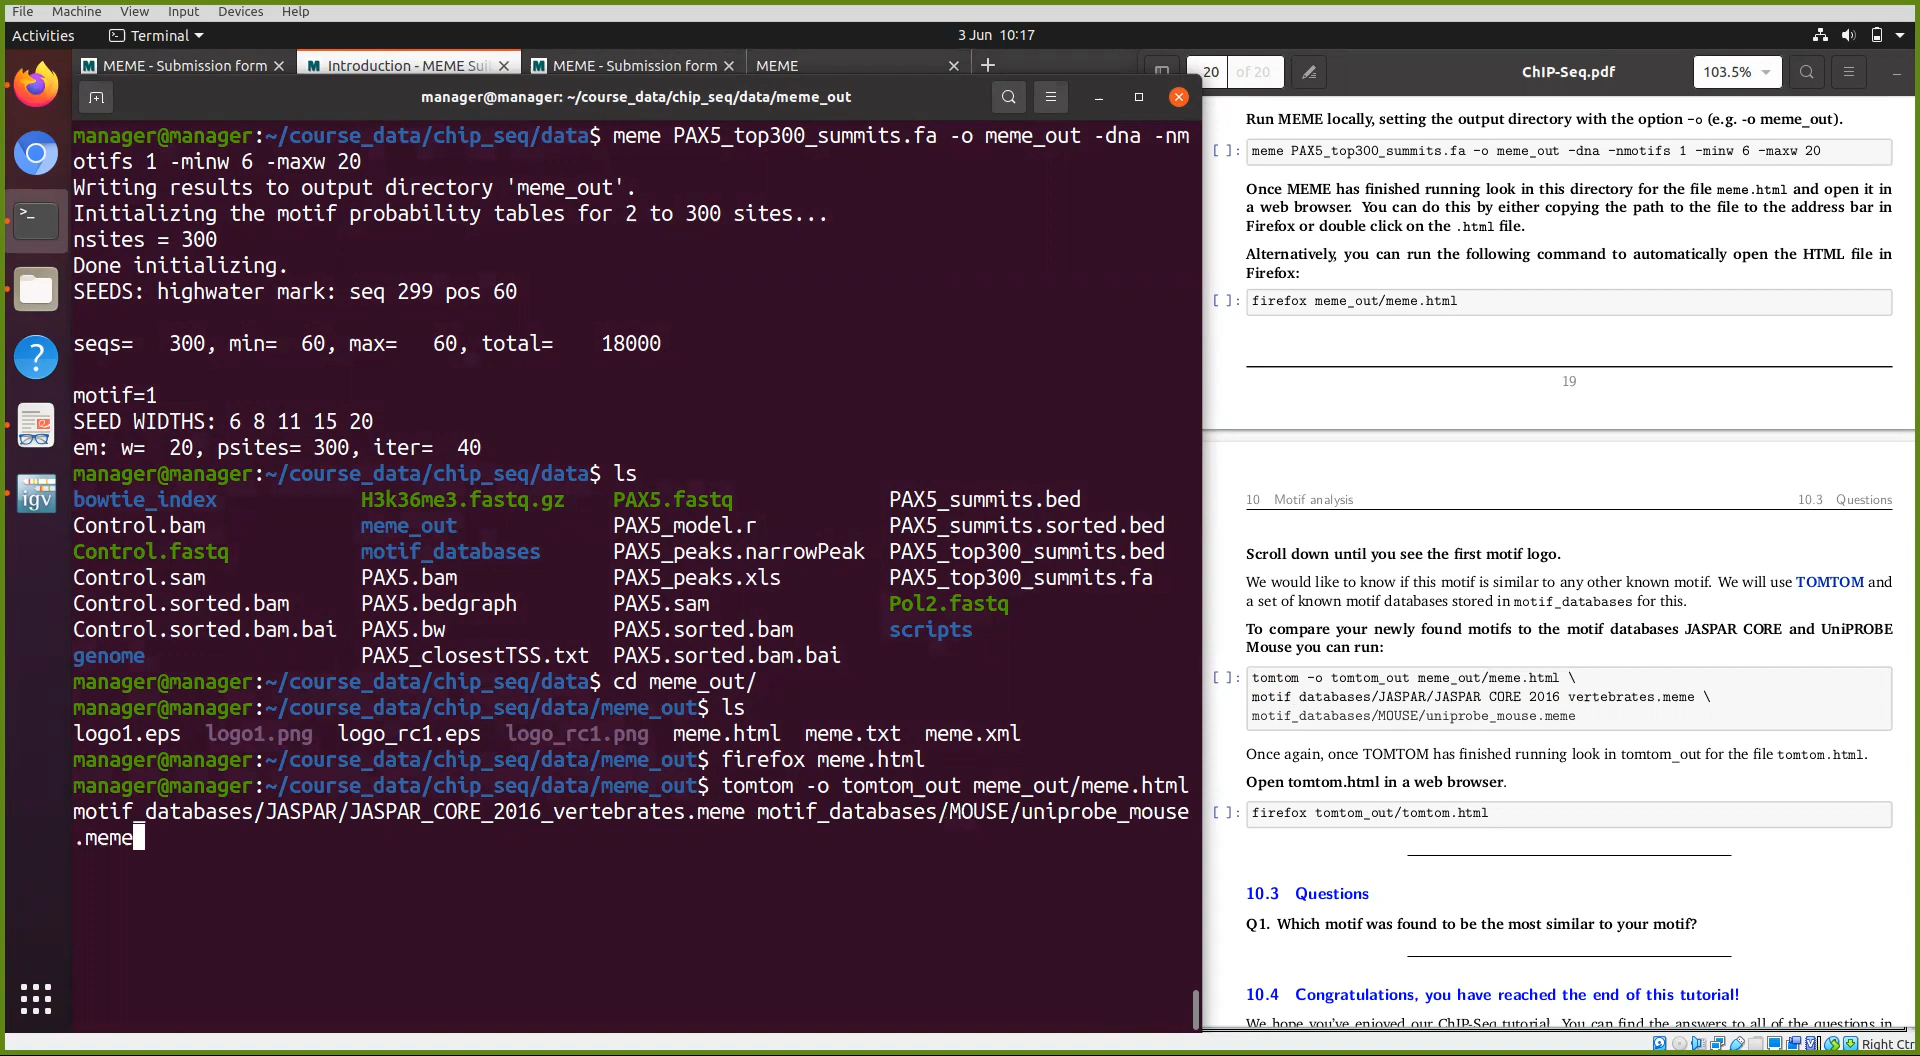 File Machine View Input Devices Help
Activities Terminal 3 Jun 10:17
MEME - Submission form Introduction - MEME Sui MEME - Submission form MEME
20 of 20 ChIP-Seq.pdf 103.5%
manager@manager: ~/course_data/chip_seq/data/meme_out
manager@manager:~/course_data/chip_seq/data$ meme PAX5_top300_summits.fa -o meme_out -dna -nm
otifs 1 -minw 6 -maxw 20
Writing results to output directory 'meme_out'.
Initializing the motif probability tables for 2 to 300 sites...
nsites = 300
Done initializing.
SEEDS: highwater mark: seq 299 pos 60
seqs= 300, min= 60, max= 60, total= 18000
motif=1
SEED WIDTHS: 6 8 11 15 20
em: w= 20, psites= 300, iter= 40
manager@manager:~/course_data/chip_seq/data$ ls
bowtie_index H3k36me3.fastq.gz PAX5.fastq PAX5_summits.bed
Control.bam meme_out PAX5_model.r PAX5_summits.sorted.bed
Control.fastq motif_databases PAX5_peaks.narrowPeak PAX5_top300_summits.bed
Control.sam PAX5.bam PAX5_peaks.xls PAX5_top300_summits.fa
Control.sorted.bam PAX5.bedgraph PAX5.sam Pol2.fastq
Control.sorted.bam.bai PAX5.bw PAX5.sorted.bam scripts
genome PAX5_closestTSS.txt PAX5.sorted.bam.bai
manager@manager:~/course_data/chip_seq/data$ cd meme_out/
manager@manager:~/course_data/chip_seq/data/meme_out$ ls
logo1.eps logo1.png logo_rc1.eps logo_rc1.png meme.html meme.txt meme.xml
manager@manager:~/course_data/chip_seq/data/meme_out$ firefox meme.html
manager@manager:~/course_data/chip_seq/data/meme_out$ tomtom -o tomtom_out meme_out/meme.html
motif_databases/JASPAR/JASPAR_CORE_2016_vertebrates.meme motif_databases/MOUSE/uniprobe_mouse
.meme
igv
Run MEME locally, setting the output directory with the option -o (e.g. -o meme_out).
[ ]: meme PAX5_top300_summits.fa -o meme_out -dna -nmotifs 1 -minw 6 -maxw 20
Once MEME has finished running look in this directory for the file meme.html and open it in
a web browser. You can do this by either copying the path to the file to the address bar in
Firefox or double click on the .html file.
Alternatively, you can run the following command to automatically open the HTML file in
Firefox:
[ ]: firefox meme_out/meme.html
19
10 Motif analysis 10.3 Questions
Scroll down until you see the first motif logo.
We would like to know if this motif is similar to any other known motif. We will use TOMTOM and
a set of known motif databases stored in motif_databases for this.
To compare your newly found motifs to the motif databases JASPAR CORE and UniPROBE
Mouse you can run:
[ ]: tomtom -o tomtom_out meme_out/meme.html \
motif databases/JASPAR/JASPAR CORE 2016 vertebrates.meme \
motif_databases/MOUSE/uniprobe_mouse.meme
Once again, once TOMTOM has finished running look in tomtom_out for the file tomtom.html.
Open tomtom.html in a web browser.
[ ]: firefox tomtom_out/tomtom.html
10.3 Questions
Q1. Which motif was found to be the most similar to your motif?
10.4 Congratulations, you have reached the end of this tutorial!
We hope you've enjoyed our ChIP-Seq tutorial. You can find the answers to all of the questions in
Right Ctr